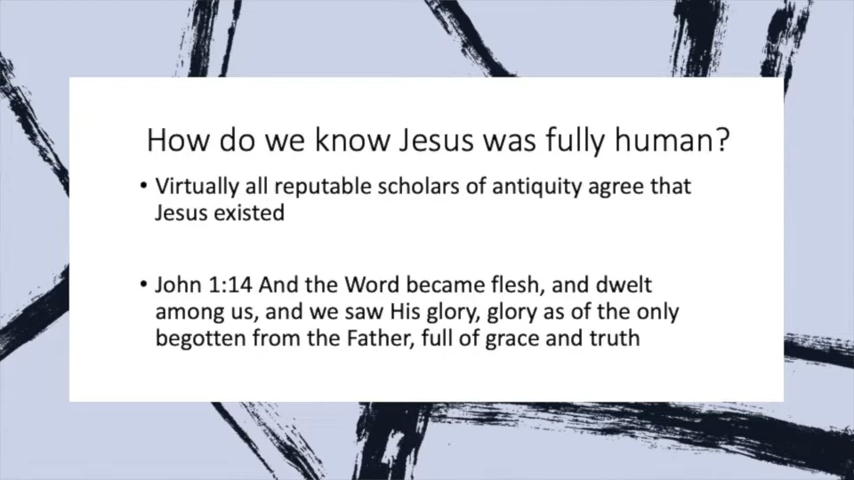 How do we know Jesus was fully human?
• Virtually all reputable scholars of antiquity agree that
Jesus existed
• John 1:14 And the Word became flesh, and dwelt
among us, and we saw His glory, glory as of the only
begotten from the Father, full of grace and truth